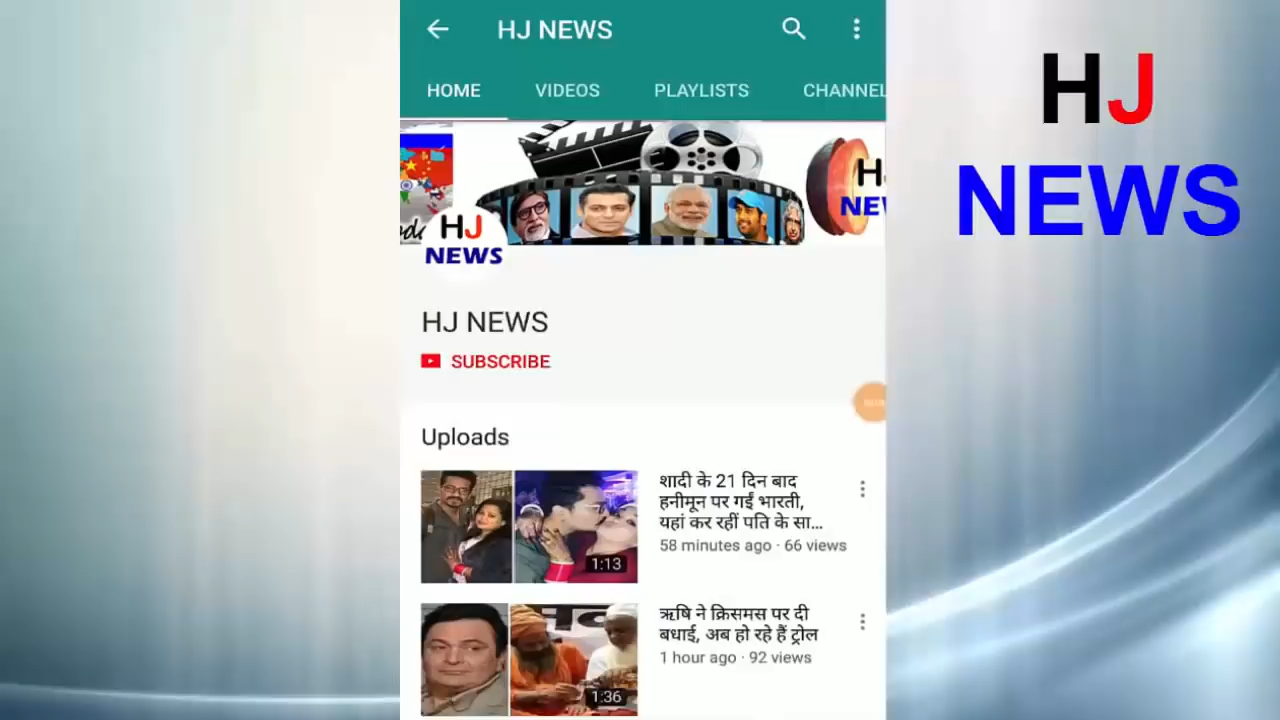 HJ NEWS
HOME VIDEOS PLAYLISTS CHANNEL
HJ
NEWS
HJ
NEWS
HJ NEWS
SUBSCRIBE
Uploads
शादी के 21 दिन बाद
हनीमून पर गईं भारती,
यहां कर रहीं पति के सा...
58 minutes ago · 66 views
1:13
ऋषि ने क्रिसमस पर दी
बधाई, अब हो रहे हैं ट्रोल
1 hour ago · 92 views
1:36